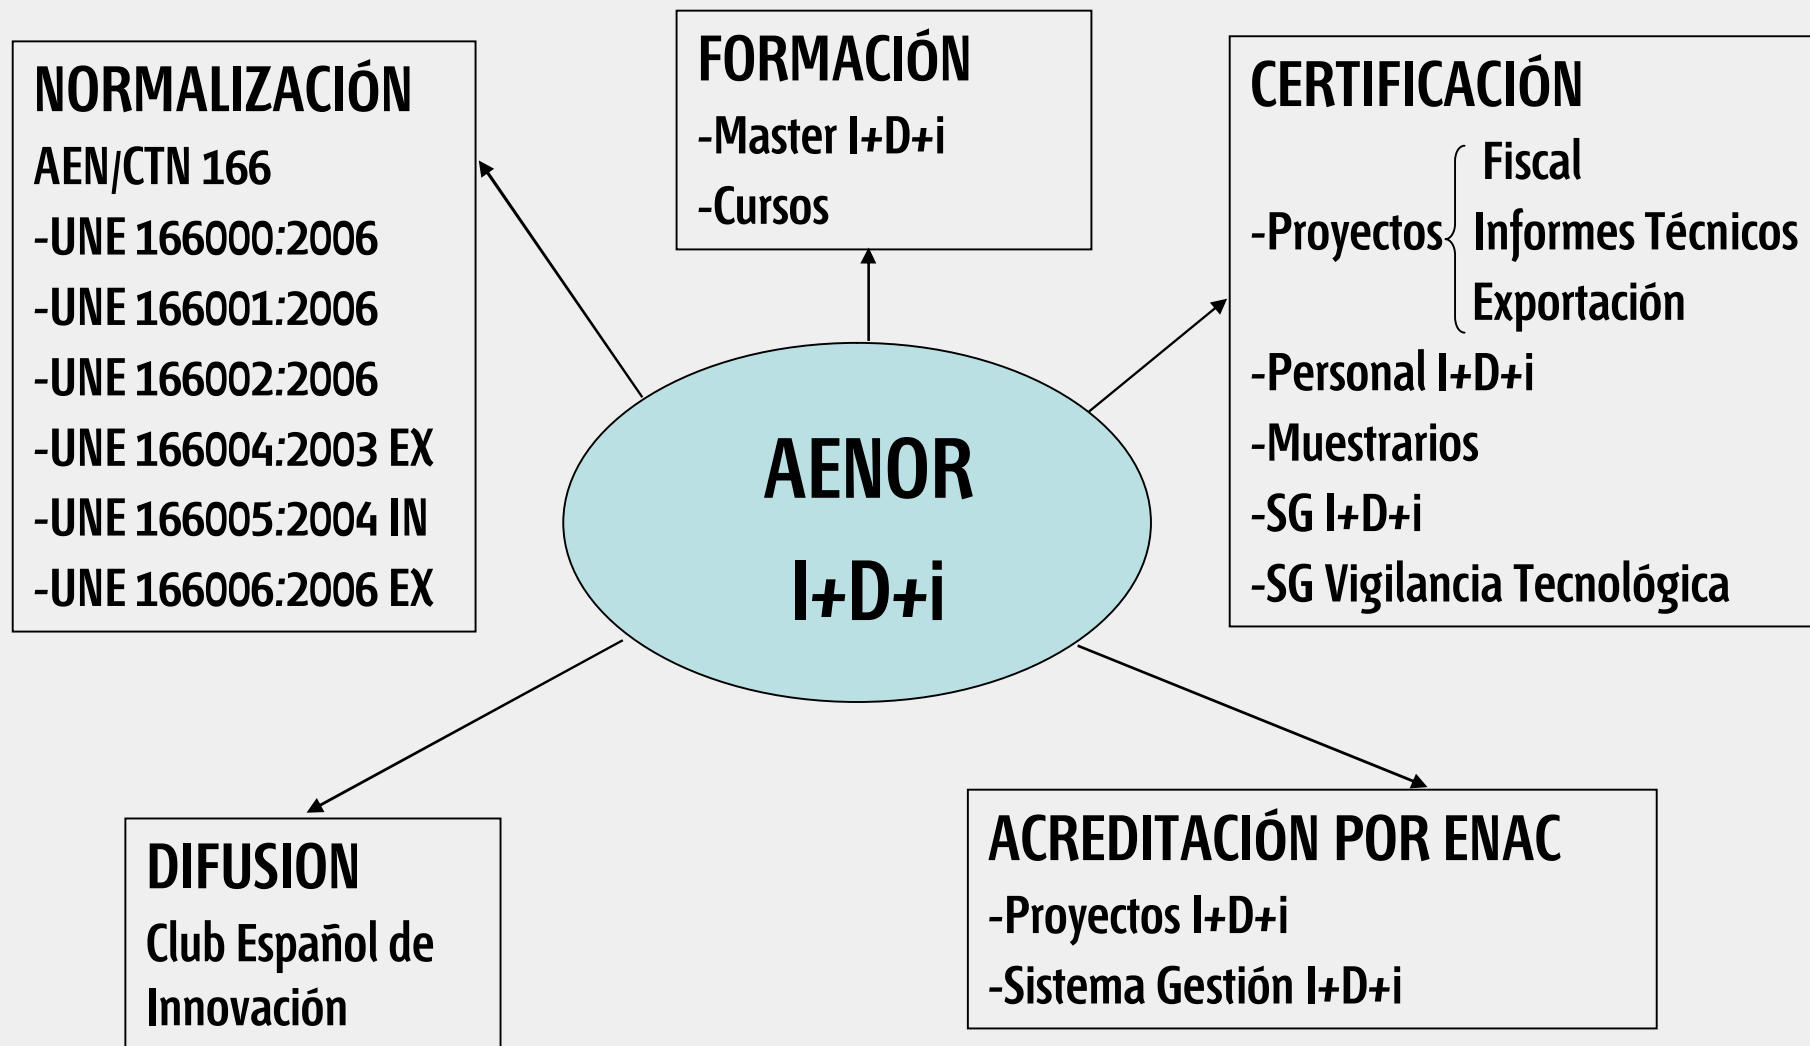 NORMALIZACIÓN
AEN/CTN 166
-UNE 166000:2006
-UNE 166001:2006
-UNE 166002:2006
-UNE 166004:2003 EX
-UNE 166005:2004 IN
-UNE 166006:2006 EX
FORMACIÓN
-Master I+D+i
-Cursos
CERTIFICACIÓN
Fiscal
-Proyectos Informes Técnicos
Exportación
-Personal I+D+i
-Muestrarios
-SG I+D+i
-SG Vigilancia Tecnológica
AENOR
I+D+i
DIFUSION
Club Español de
Innovación
ACREDITACIÓN POR ENAC
-Proyectos I+D+i
-Sistema Gestión I+D+i